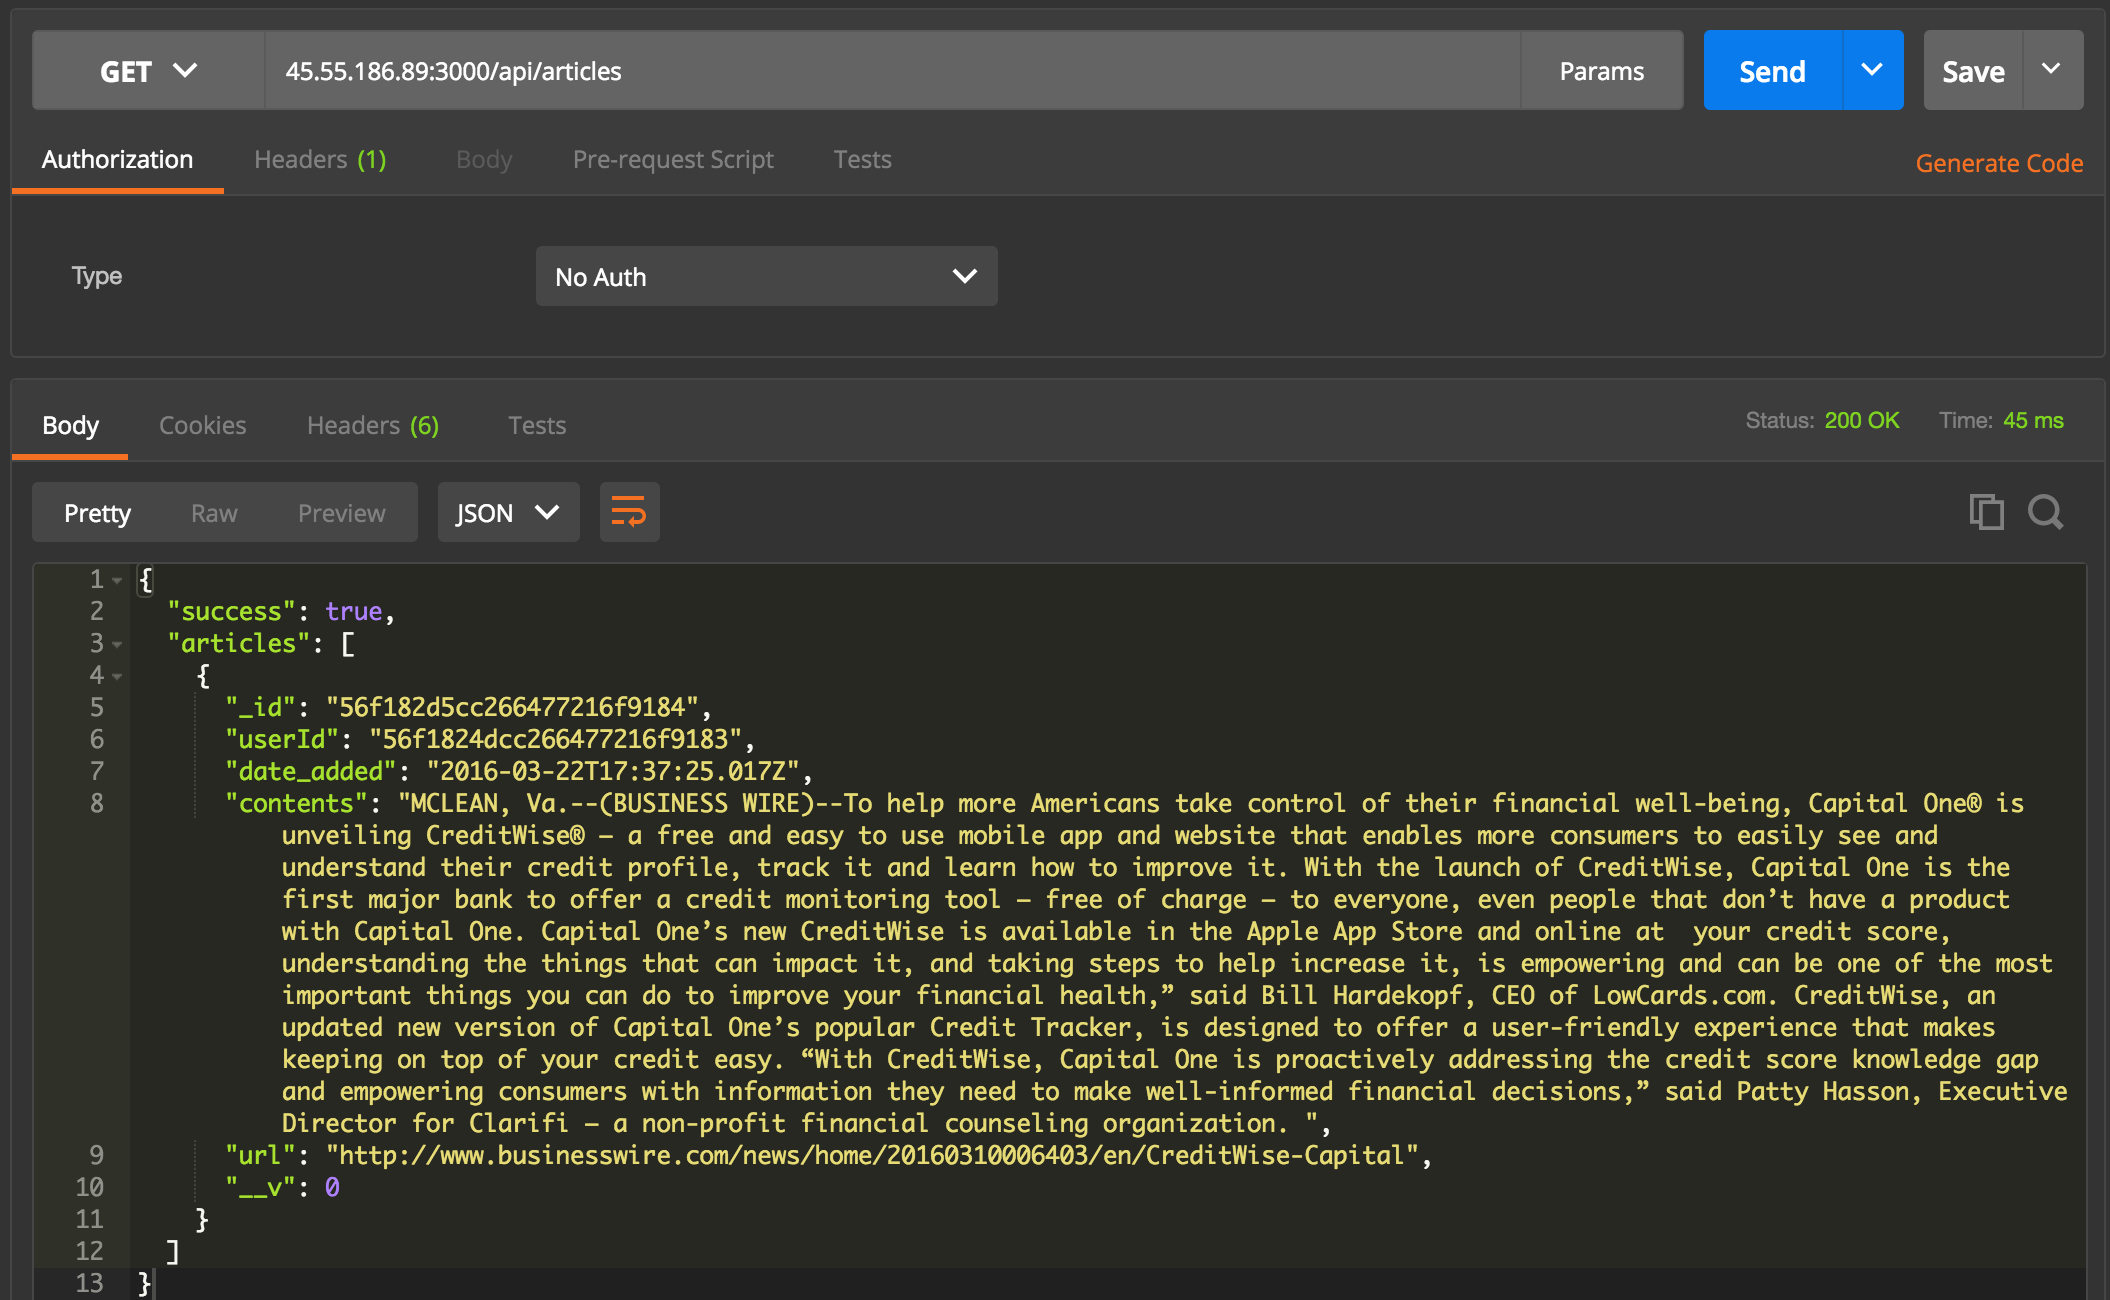 GET 45.55.186.89:3000/api/articles Params Send Save
Authorization Headers (1) Body Pre-request Script Tests Generate Code
Type No Auth
Body Cookies Headers (6) Tests Status: 200 OK Time: 45 ms
Pretty Raw Preview JSON
1 {
2 "success": true,
3 "articles": [
4 {
5 "_id": "56f182d5cc266477216f9184",
6 "userId": "56f1824dcc266477216f9183",
7 "date_added": "2016-03-22T17:37:25.017Z",
8 "contents": "MCLEAN, Va.--(BUSINESS WIRE)--To help more Americans take control of their financial well-being, Capital One® is
unveiling CreditWise® – a free and easy to use mobile app and website that enables more consumers to easily see and
understand their credit profile, track it and learn how to improve it. With the launch of CreditWise, Capital One is the
first major bank to offer a credit monitoring tool – free of charge – to everyone, even people that don’t have a product
with Capital One. Capital One’s new CreditWise is available in the Apple App Store and online at  your credit score,
understanding the things that can impact it, and taking steps to help increase it, is empowering and can be one of the most
important things you can do to improve your financial health,” said Bill Hardekopf, CEO of LowCards.com. CreditWise, an
updated new version of Capital One’s popular Credit Tracker, is designed to offer a user-friendly experience that makes
keeping on top of your credit easy. “With CreditWise, Capital One is proactively addressing the credit score knowledge gap
and empowering consumers with information they need to make well-informed financial decisions,” said Patty Hasson, Executive
Director for Clarifi – a non-profit financial counseling organization. ",
9 "url": "http://www.businesswire.com/news/home/20160310006403/en/CreditWise-Capital",
10 "__v": 0
11 }
12 ]
13 }